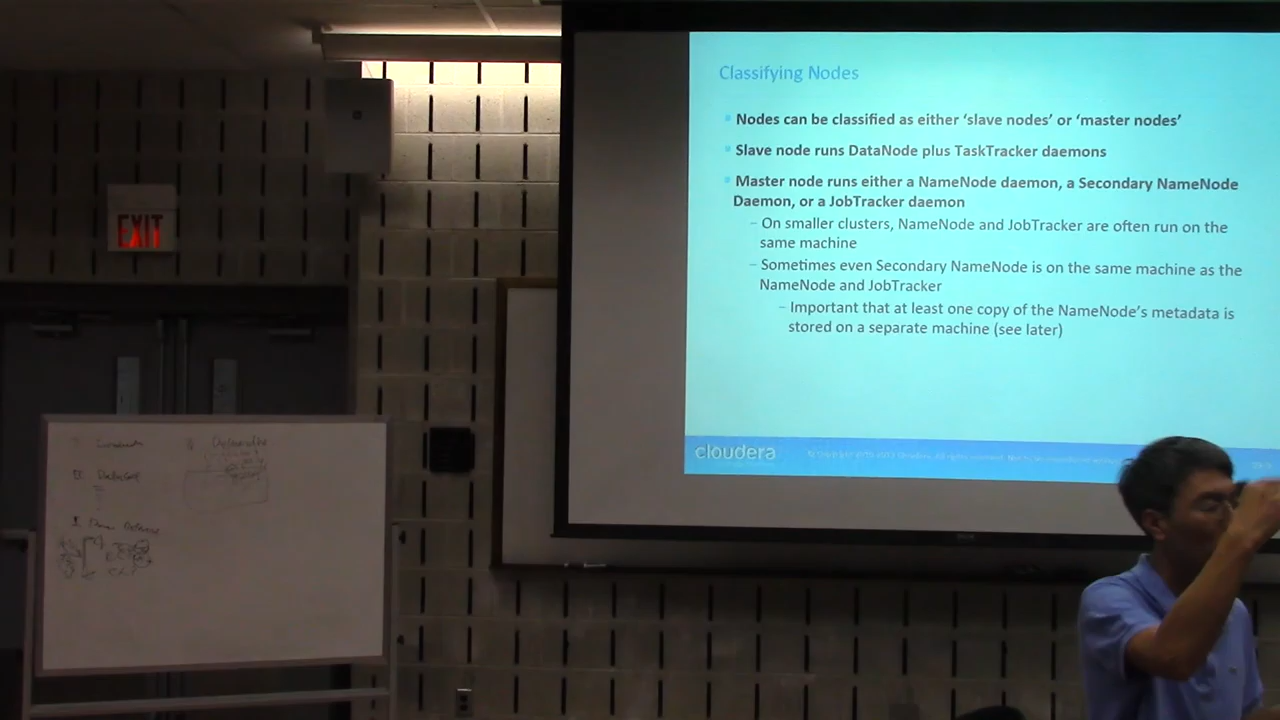 EXIT
Classifying Nodes
Nodes can be classified as either ‘slave nodes’ or ‘master nodes’
Slave node runs DataNode plus TaskTracker daemons
Master node runs either a NameNode daemon, a Secondary NameNode
Daemon, or a JobTracker daemon
– On smaller clusters, NameNode and JobTracker are often run on the
same machine
– Sometimes even Secondary NameNode is on the same machine as the
NameNode and JobTracker
– Important that at least one copy of the NameNode’s metadata is
stored on a separate machine (see later)
cloudera